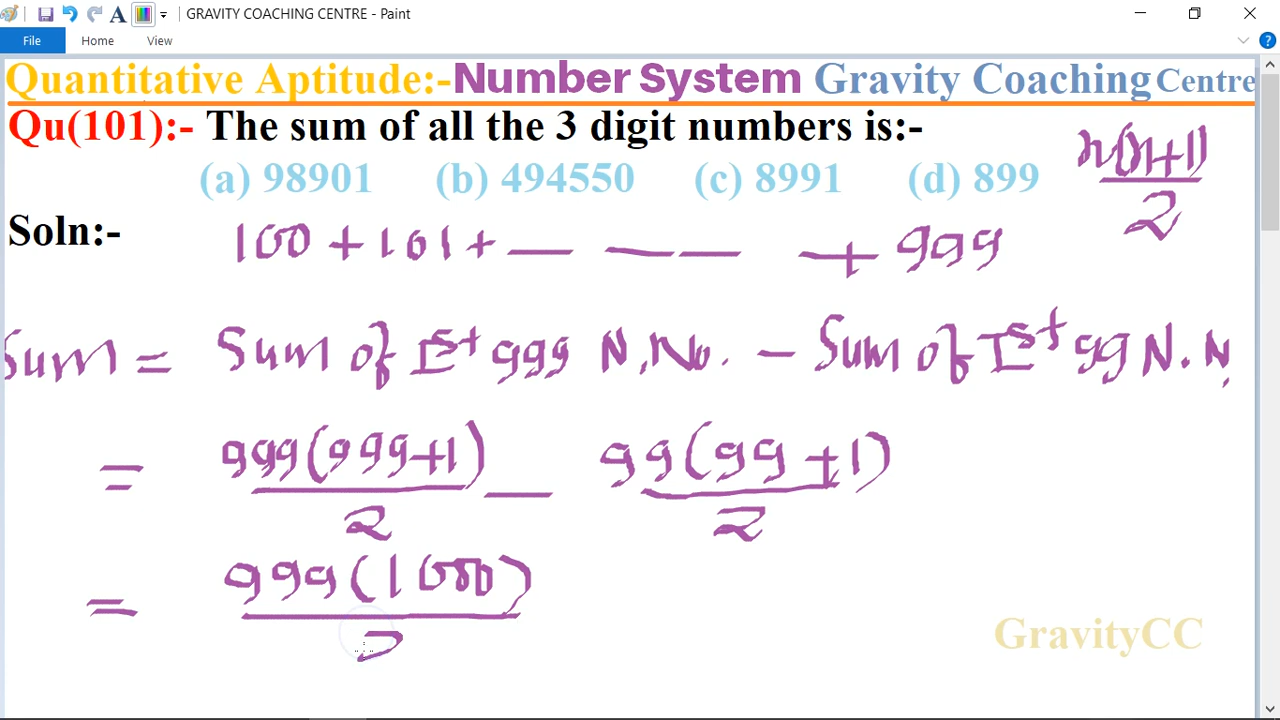 GRAVITY COACHING CENTRE - Paint
File Home View
Quantitative Aptitude:-Number System Gravity Coaching Centre
Qu(101):- The sum of all the 3 digit numbers is:-
n(n+1)/2
(a) 98901 (b) 494550 (c) 8991 (d) 899
Soln:- 100 + 101 + — —— + 999
Sum = Sum of Ist 999 N.No. — Sum of Ist 99 N.N.
= 999(999+1)/2 — 99(99+1)/2
= 999(1000)/2
GravityCC